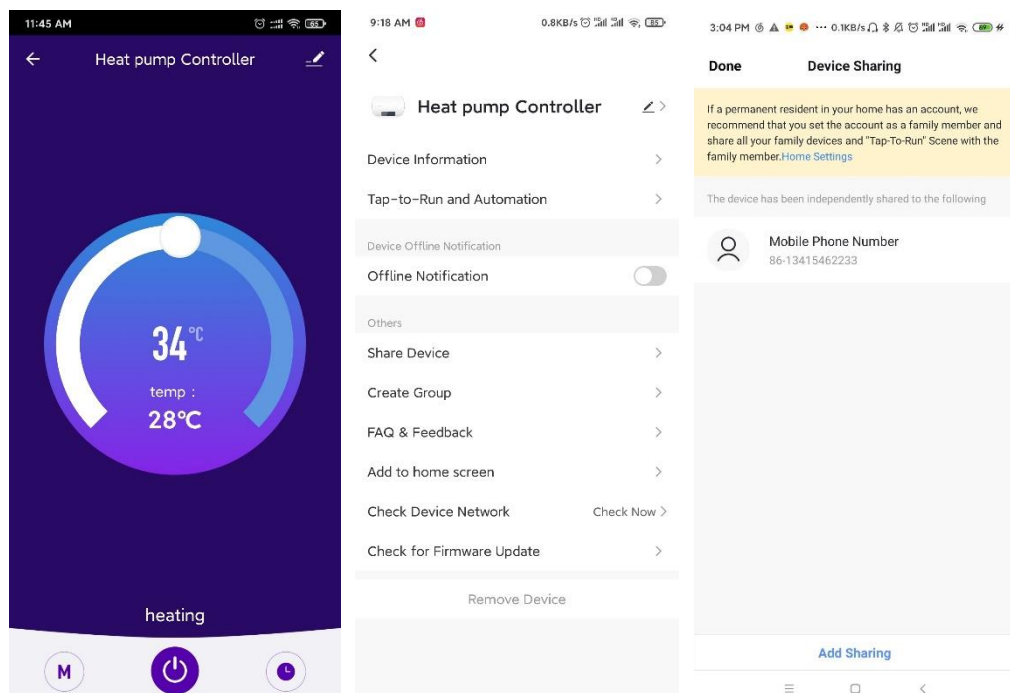 11:45 AM
65
Heat pump Controller
34 °C
temp :
28°C
heating
M
9:18 AM
0.8KB/s
85
Heat pump Controller
Device Information
Tap-to-Run and Automation
Device Offline Notification
Offline Notification
Others
Share Device
Create Group
FAQ & Feedback
Add to home screen
Check Device Network
Check Now
Check for Firmware Update
Remove Device
3:04 PM
0.1KB/s
69
Done
Device Sharing
If a permanent resident in your home has an account, we
recommend that you set the account as a family member and
share all your family devices and "Tap-To-Run" Scene with the
family member.Home Settings
The device has been independently shared to the following
Mobile Phone Number
86-13415462233
Add Sharing